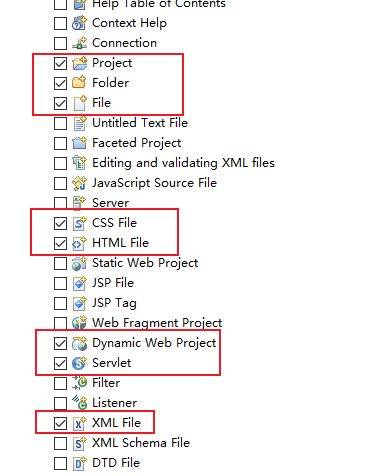 Help Table of Contents
Context Help
Connection
Project
Folder
File
Untitled Text File
Faceted Project
Editing and validating XML files
JavaScript Source File
Server
CSS File
HTML File
Static Web Project
JSP File
JSP Tag
Web Fragment Project
Dynamic Web Project
Servlet
Filter
Listener
XML File
XML Schema File
DTD File